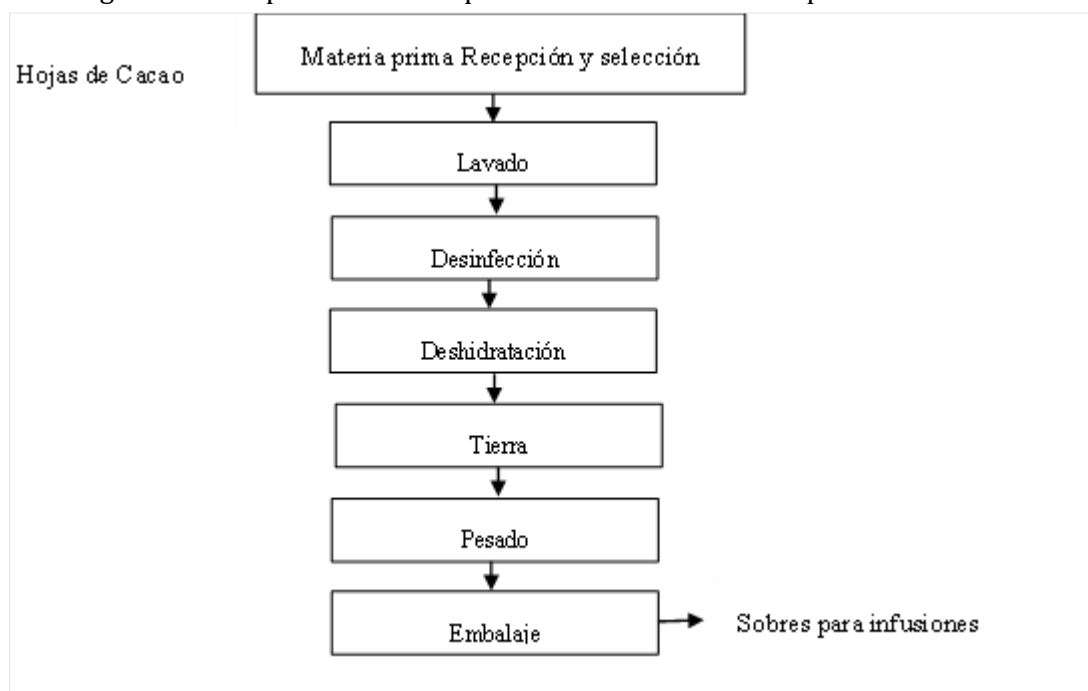 Materia prima Recepción y selección
Hojas de Cacao
Lavado
Desinfección
Deshidratación
Tierra
Pesado
Embalaje
Sobres para infusiones